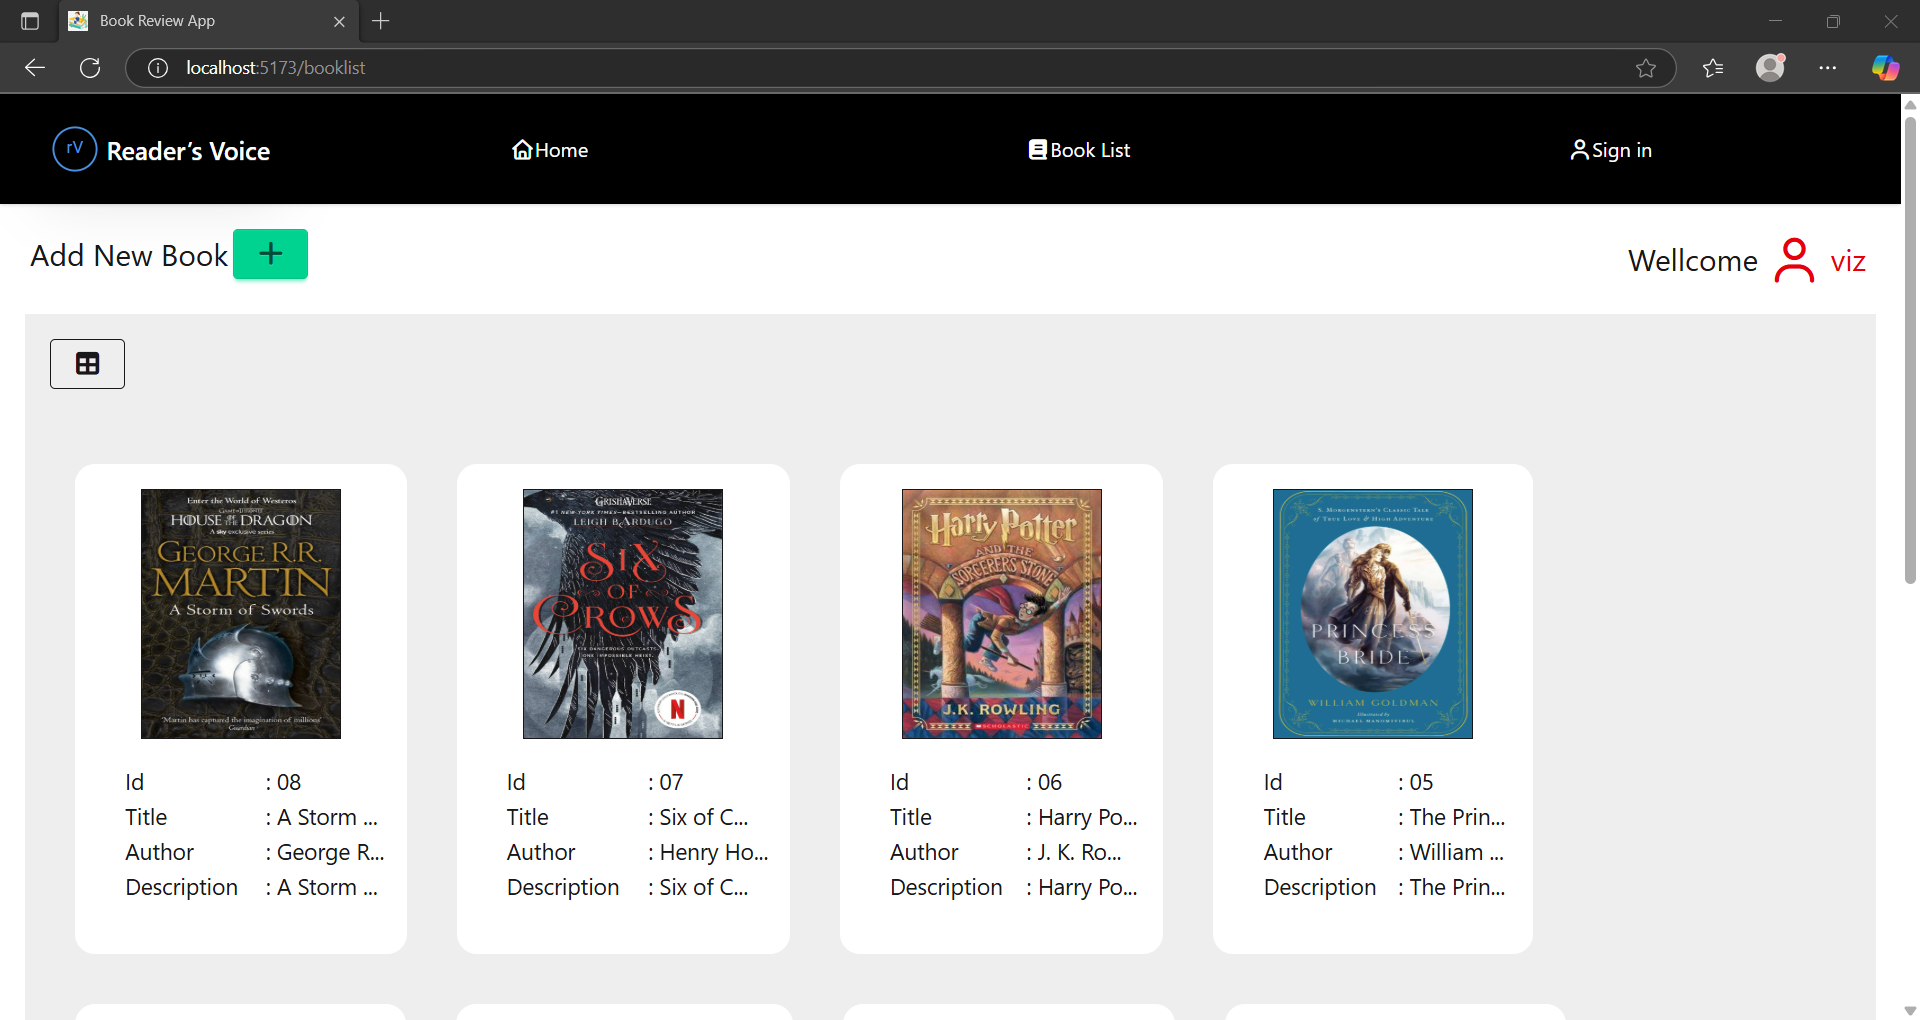 Book Review App
localhost:5173/booklist
rV Reader's Voice
Home
Book List
Sign in
Add New Book +
Wellcome viz
Enter the World of Westeros
HOUSE OF THE DRAGON
A sky exclusive series
GEORGE R.R.
MARTIN
A Storm of Swords
'Martin has captured the imagination of millions'
Guardian
Id : 08
Title : A Storm ...
Author : George R...
Description : A Storm ...
GRISHAVERSE
#1 NEW YORK TIMES-BESTSELLING AUTHOR
LEIGH BARDUGO
SIX
OF
CROWS
SIX DANGEROUS OUTCASTS.
ONE IMPOSSIBLE HEIST.
N
Id : 07
Title : Six of C...
Author : Henry Ho...
Description : Six of C...
Harry Potter
AND THE
SORCERER'S STONE
J.K. ROWLING
SCHOLASTIC
Id : 06
Title : Harry Po...
Author : J. K. Ro...
Description : Harry Po...
S. MORGENSTERN'S CLASSIC TALE
of TRUE LOVE & HIGH ADVENTURE
PRINCESS
BRIDE
WILLIAM GOLDMAN
Illustrated by
MICHAEL MANOMIVIBUL
Id : 05
Title : The Prin...
Author : William ...
Description : The Prin...